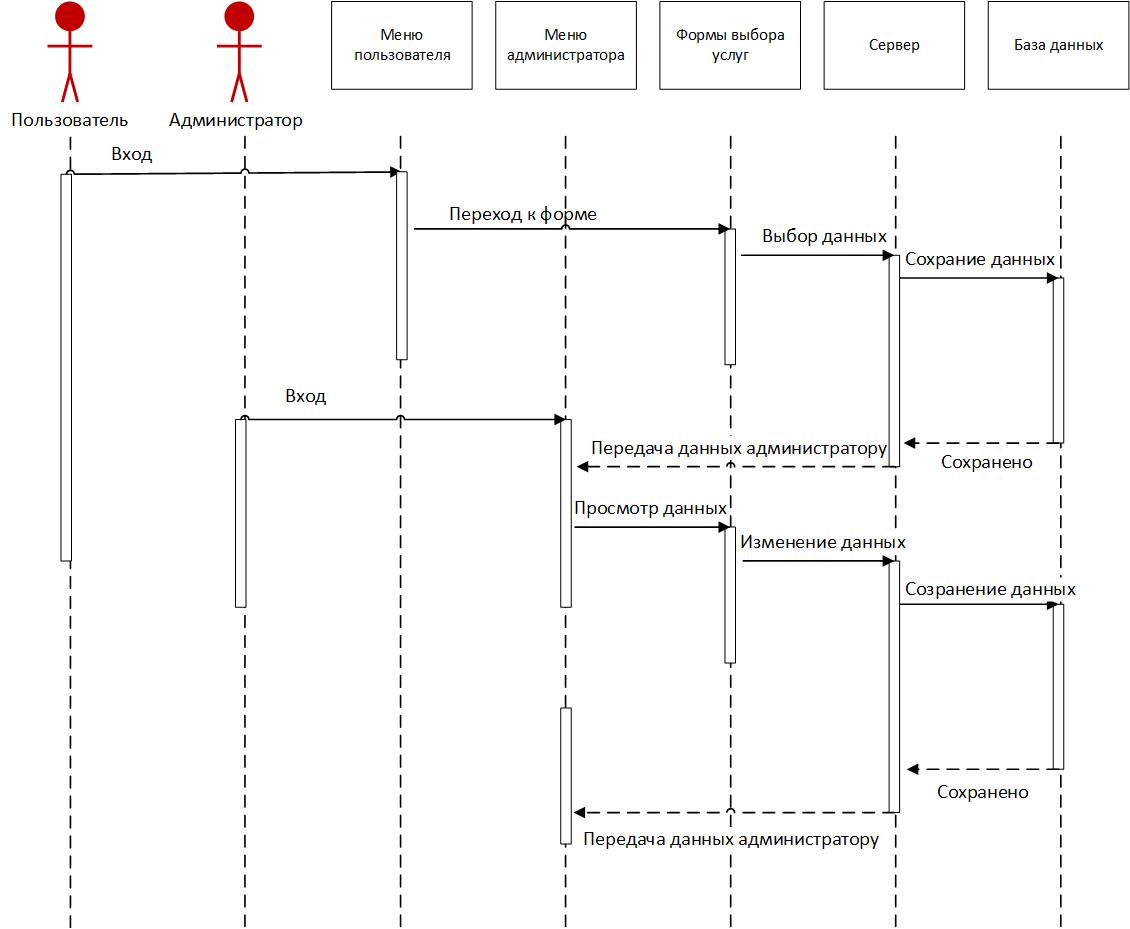 Меню
пользователя
Меню
администратора
Формы выбора
услуг
Сервер
База данных
Пользователь
Администратор
Вход
Переход к форме
Выбор данных
Сохрание данных
Вход
Передача данных администратору
Сохранено
Просмотр данных
Изменение данных
Созранение данных
Сохранено
Передача данных администратору